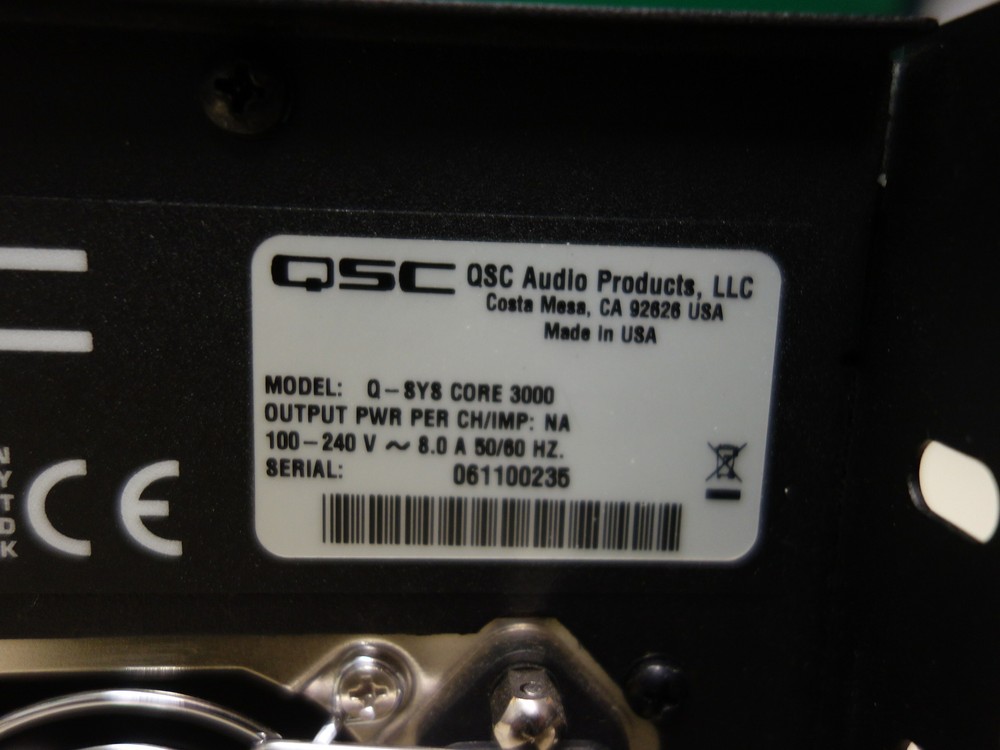 QSC QSC Audio Products, LLC
Costa Mesa, CA 92626 USA
Made in USA
MODEL: Q-SYS CORE 3000
OUTPUT PWR PER CH/IMP: NA
100-240 V ~ 8.0 A 50/60 HZ.
SERIAL: 061100235
N
Y
T
D
K
CE